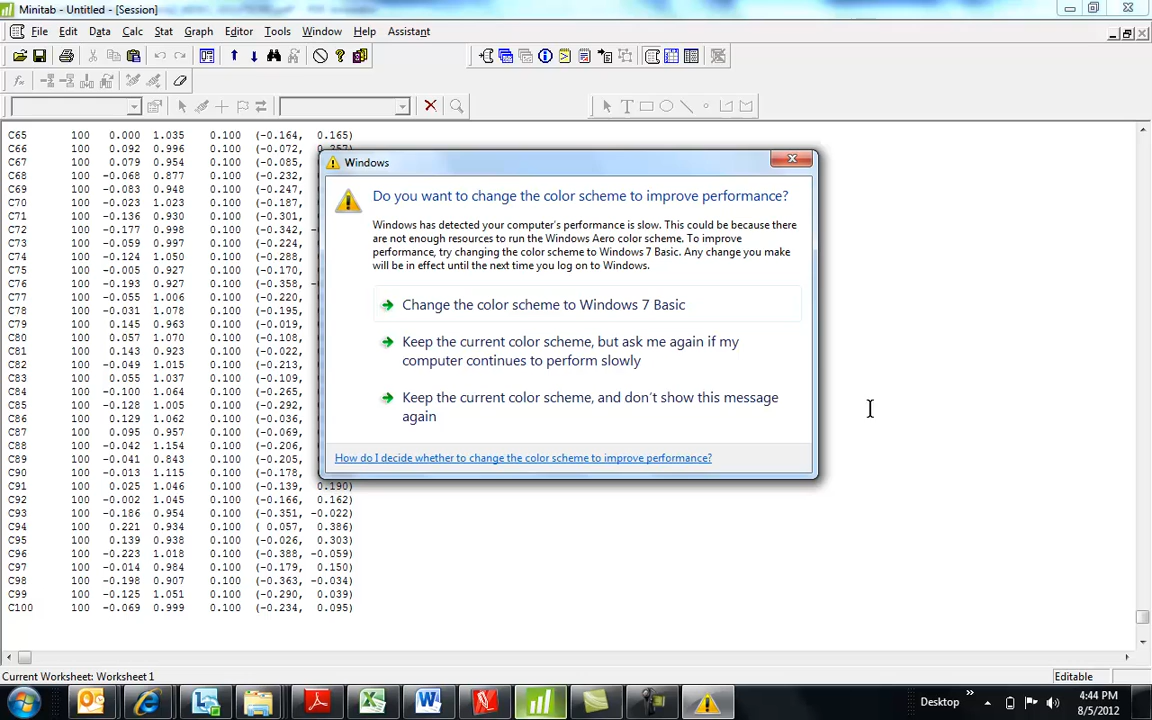 Minitab - Untitled - [Session]
File Edit Data Calc Stat Graph Editor Tools Window Help Assistant
C65 100 0.000 1.035 0.100 (-0.164, 0.165)
C66 100 0.092 0.996 0.100 (-0.072, 0.257)
C67 100 0.079 0.954 0.100 (-0.085,
C68 100 -0.068 0.877 0.100 (-0.232,
C69 100 -0.083 0.948 0.100 (-0.247,
C70 100 -0.023 1.023 0.100 (-0.187,
C71 100 -0.136 0.930 0.100 (-0.301,
C72 100 -0.177 0.998 0.100 (-0.342, -
C73 100 -0.059 0.997 0.100 (-0.224,
C74 100 -0.124 1.050 0.100 (-0.288,
C75 100 -0.005 0.927 0.100 (-0.170,
C76 100 -0.193 0.927 0.100 (-0.358, -
C77 100 -0.055 1.006 0.100 (-0.220,
C78 100 -0.031 1.078 0.100 (-0.195,
C79 100 0.145 0.963 0.100 (-0.019,
C80 100 0.057 1.070 0.100 (-0.108,
C81 100 0.143 0.923 0.100 (-0.022,
C82 100 -0.049 1.015 0.100 (-0.213,
C83 100 0.055 1.037 0.100 (-0.109,
C84 100 -0.100 1.064 0.100 (-0.265,
C85 100 -0.128 1.005 0.100 (-0.292,
C86 100 0.129 1.062 0.100 (-0.036,
C87 100 0.095 0.957 0.100 (-0.069,
C88 100 -0.042 1.154 0.100 (-0.206,
C89 100 -0.041 0.843 0.100 (-0.205,
C90 100 -0.013 1.115 0.100 (-0.178,
C91 100 0.025 1.046 0.100 (-0.139, 0.190)
C92 100 -0.002 1.045 0.100 (-0.166, 0.162)
C93 100 -0.186 0.954 0.100 (-0.351, -0.022)
C94 100 0.221 0.934 0.100 ( 0.057, 0.386)
C95 100 0.139 0.938 0.100 (-0.026, 0.303)
C96 100 -0.223 1.018 0.100 (-0.388, -0.059)
C97 100 -0.014 0.984 0.100 (-0.179, 0.150)
C98 100 -0.198 0.907 0.100 (-0.363, -0.034)
C99 100 -0.125 1.051 0.100 (-0.290, 0.039)
C100 100 -0.069 0.999 0.100 (-0.234, 0.095)
Windows
Do you want to change the color scheme to improve performance?
Windows has detected your computer's performance is slow. This could be because there
are not enough resources to run the Windows Aero color scheme. To improve
performance, try changing the color scheme to Windows 7 Basic. Any change you make
will be in effect until the next time you log on to Windows.
Change the color scheme to Windows 7 Basic
Keep the current color scheme, but ask me again if my
computer continues to perform slowly
Keep the current color scheme, and don't show this message
again
How do I decide whether to change the color scheme to improve performance?
Current Worksheet: Worksheet 1
Editable
Desktop
4:44 PM
8/5/2012